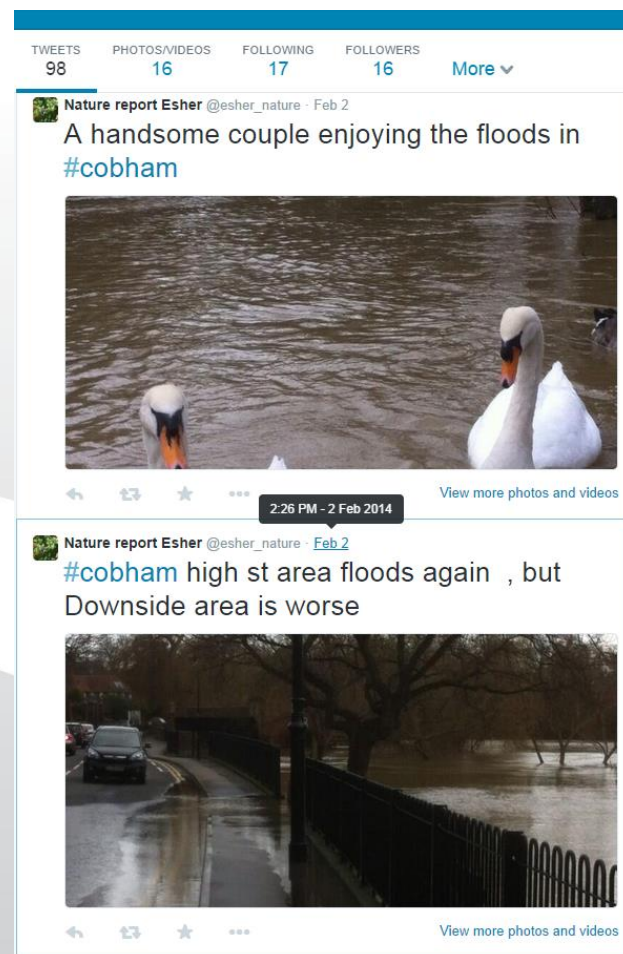 TWEETS PHOTOS/VIDEOS FOLLOWING FOLLOWERS
98 16 17 16 More
Nature report Esher @esher_nature · Feb 2
A handsome couple enjoying the floods in
#cobham
View more photos and videos
2:26 PM - 2 Feb 2014
Nature report Esher @esher_nature · Feb 2
#cobham high st area floods again , but
Downside area is worse
View more photos and videos